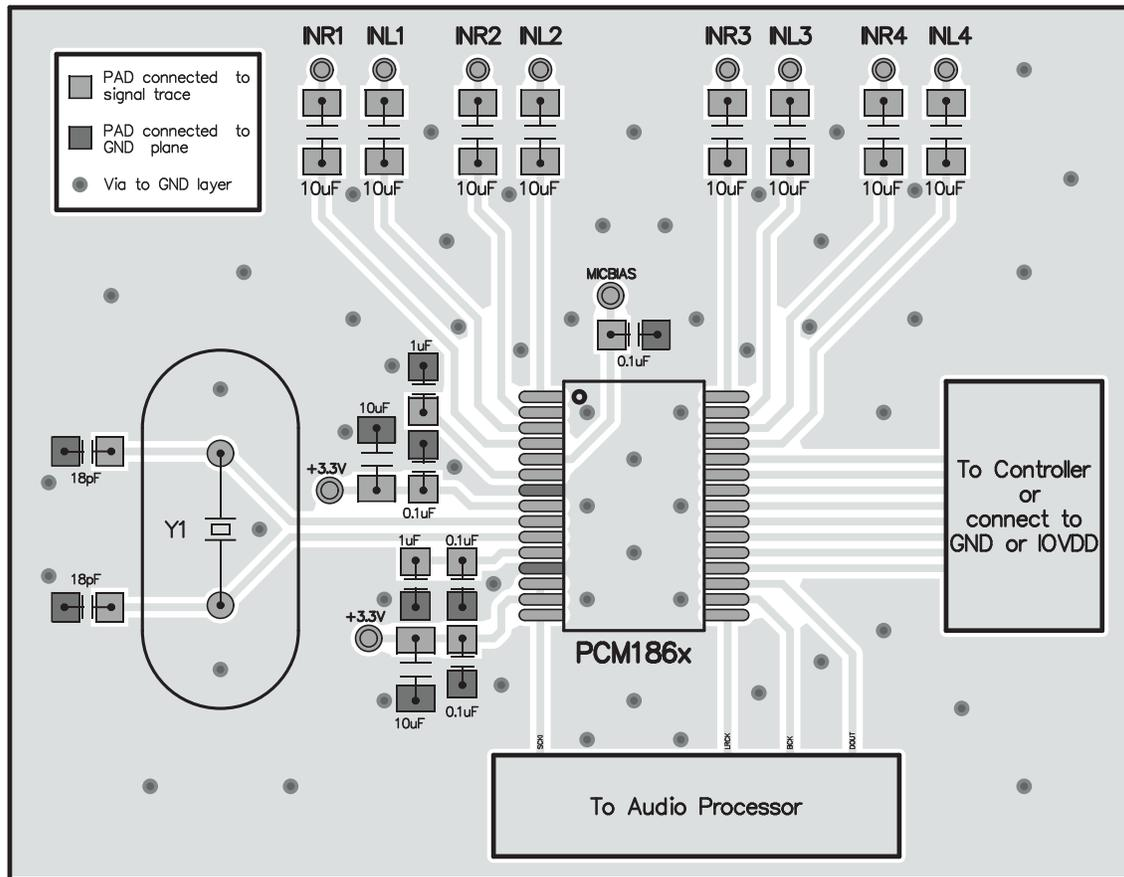 INR1 INL1 INR2 INL2 INR3 INL3 INR4 INL4
PAD connected to
signal trace
PAD connected to
GND plane
Via to GND layer
10uF 10uF 10uF 10uF 10uF 10uF 10uF 10uF
MICBIAS
0.1uF
1uF
10uF
+3.3V
0.1uF
18pF
Y1
18pF
1uF 0.1uF
+3.3V
10uF
0.1uF
PCM186x
To Controller
or
connect to
GND or IOVDD
SCKI LRCK BCK DOUT
To Audio Processor